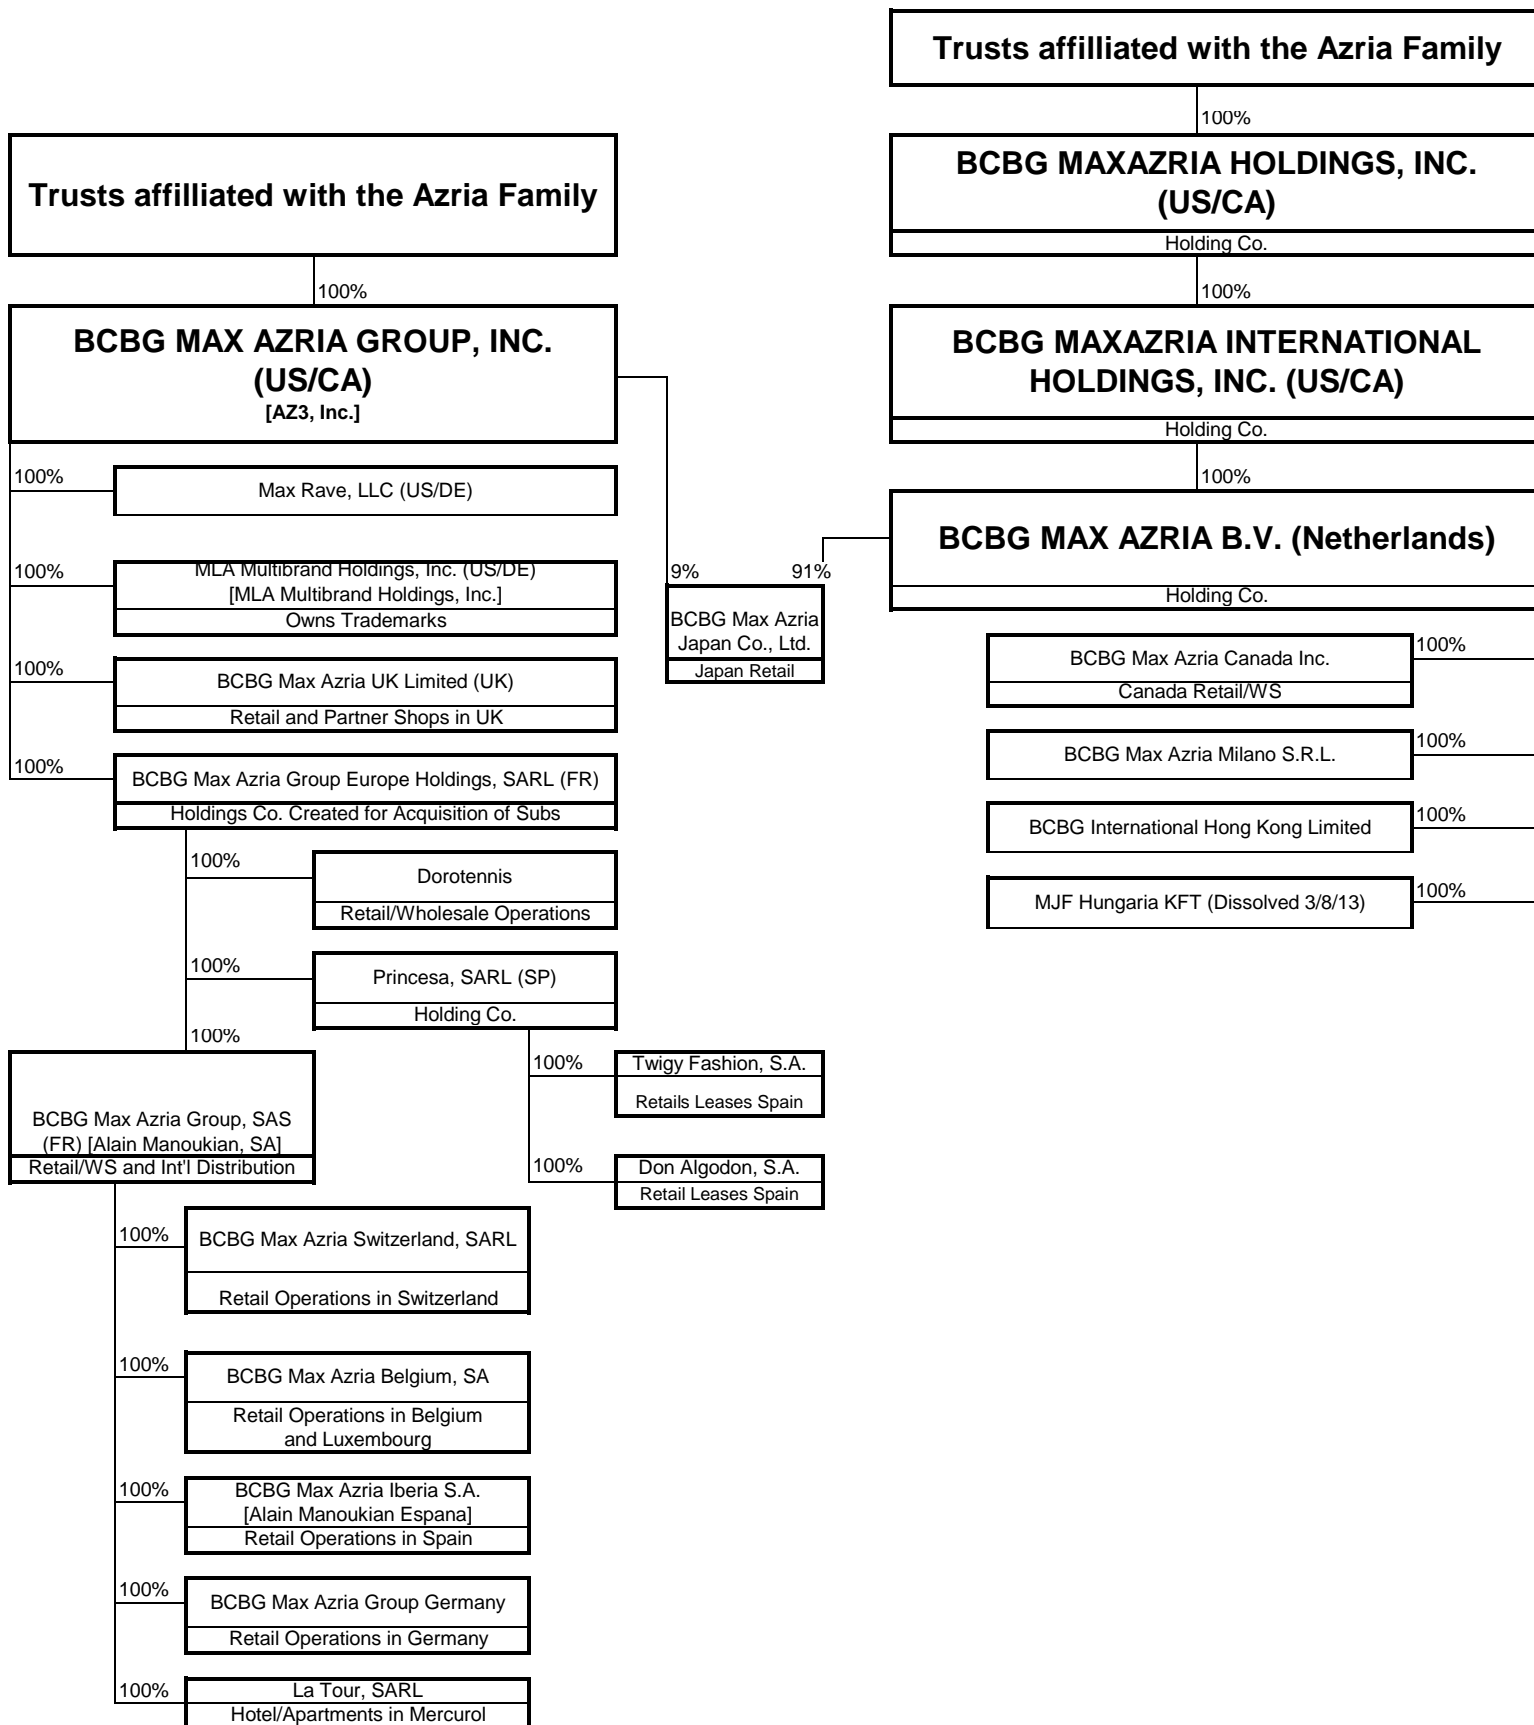 Trusts affilliated with the Azria Family
100%
BCBG MAXAZRIA HOLDINGS, INC.
(US/CA)
Holding Co.
100%
BCBG MAXAZRIA INTERNATIONAL
HOLDINGS, INC. (US/CA)
Holding Co.
100%
BCBG MAX AZRIA B.V. (Netherlands)
Holding Co.
100%
BCBG Max Azria Canada Inc.
Canada Retail/WS
100%
BCBG Max Azria Milano S.R.L.
100%
BCBG International Hong Kong Limited
100%
MJF Hungaria KFT (Dissolved 3/8/13)
Trusts affilliated with the Azria Family
100%
BCBG MAX AZRIA GROUP, INC.
(US/CA)
[AZ3, Inc.]
9% 91%
BCBG Max Azria
Japan Co., Ltd.
Japan Retail
100%
Max Rave, LLC (US/DE)
100%
MLA Multibrand Holdings, Inc. (US/DE)
[MLA Multibrand Holdings, Inc.]
Owns Trademarks
100%
BCBG Max Azria UK Limited (UK)
Retail and Partner Shops in UK
100%
BCBG Max Azria Group Europe Holdings, SARL (FR)
Holdings Co. Created for Acquisition of Subs
100%
Dorotennis
Retail/Wholesale Operations
100%
Princesa, SARL (SP)
Holding Co.
100%
Twigy Fashion, S.A.
Retails Leases Spain
100%
Don Algodon, S.A.
Retail Leases Spain
100%
BCBG Max Azria Group, SAS
(FR) [Alain Manoukian, SA]
Retail/WS and Int'l Distribution
100%
BCBG Max Azria Switzerland, SARL
Retail Operations in Switzerland
100%
BCBG Max Azria Belgium, SA
Retail Operations in Belgium
and Luxembourg
100%
BCBG Max Azria Iberia S.A.
[Alain Manoukian Espana]
Retail Operations in Spain
100%
BCBG Max Azria Group Germany
Retail Operations in Germany
100%
La Tour, SARL
Hotel/Apartments in Mercurol